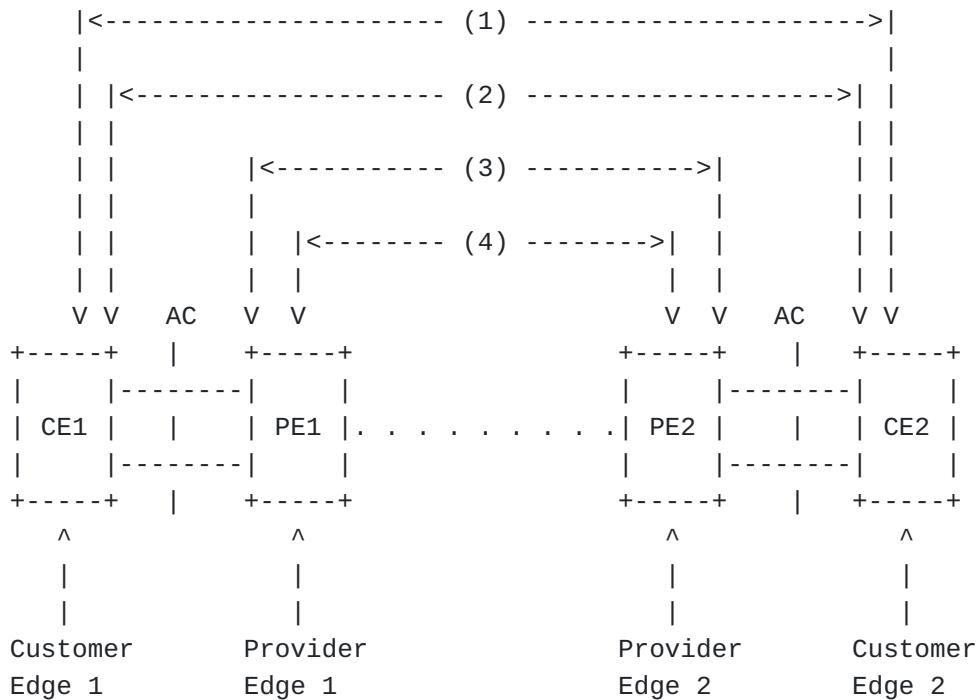 (1)
(2)
(3)
(4)
V V AC V V V V AC V V
CE1 PE1 . . . . . . . . . PE2 CE2
Customer Provider Provider Customer
Edge 1 Edge 1 Edge 2 Edge 2